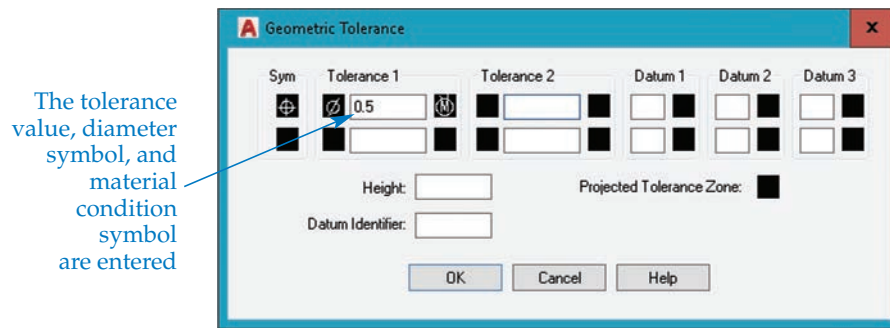 A Geometric Tolerance x
Sym Tolerance 1 Tolerance 2 Datum 1 Datum 2 Datum 3
⌖ Ø 0.5 Ⓜ
Height:
Projected Tolerance Zone:
Datum Identifier:
OK Cancel Help
The tolerance
value, diameter
symbol, and
material
condition
symbol
are entered